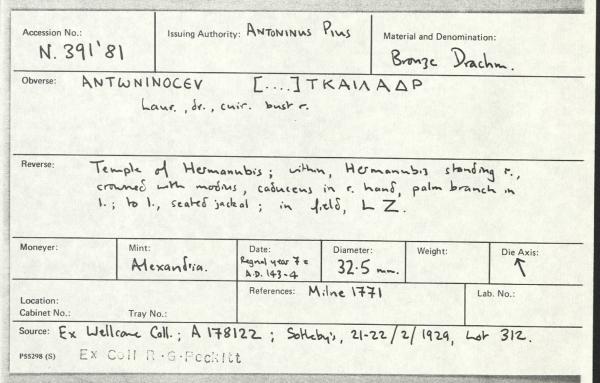 Accession No.: N. 391'81
Issuing Authority: ANTONINUS PIUS
Material and Denomination: Bronze Drachm.
Obverse: ANTWNINOCEV [....] TKAIΛAΔP
Laur., dr., cuir. bust r.
Reverse: Temple of Hermanubis; within, Hermanubis standing r.,
crowned with modius, caduceus in r. hand, palm branch in
l.; to l., seated jackal; in field, L Z.
Moneyer:
Mint: Alexandria.
Date: Regnal year 7 =
A.D. 143-4
Diameter: 32.5 mm.
Weight:
Die Axis: ↖
Location:
Cabinet No.: Tray No.:
References: Milne 1771
Lab. No.:
Source: Ex Wellcome Coll.; A 178122; Sotheby's, 21-22/2/1929, Lot 312.
PSS298 (S) Ex Coll R.G.Peckitt